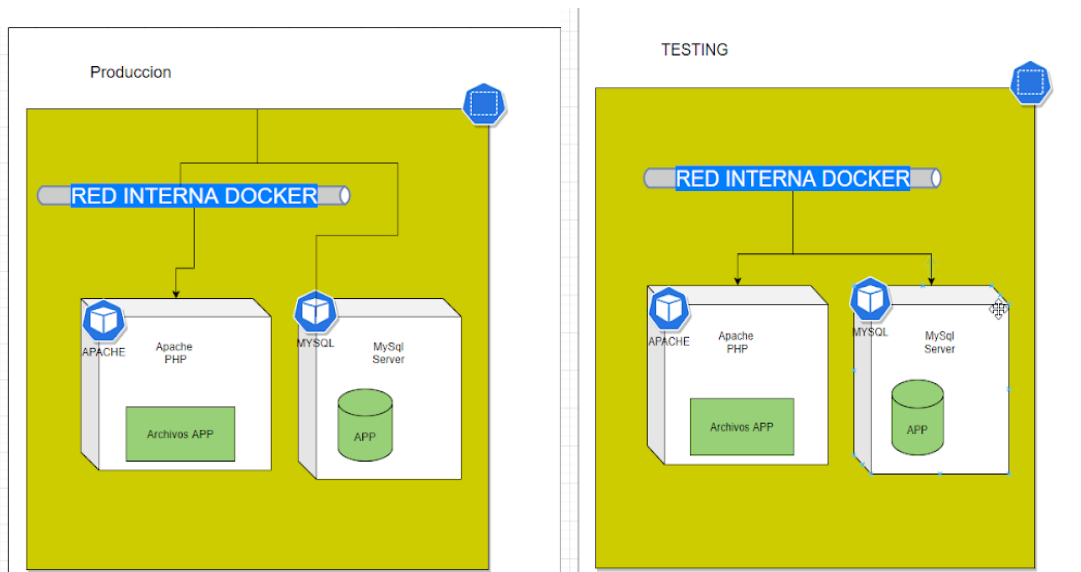 Produccion
RED INTERNA DOCKER
APACHE
Apache
PHP
Archivos APP
MYSQL
MySql
Server
APP
TESTING
RED INTERNA DOCKER
APACHE
Apache
PHP
Archivos APP
MYSQL
MySql
Server
APP